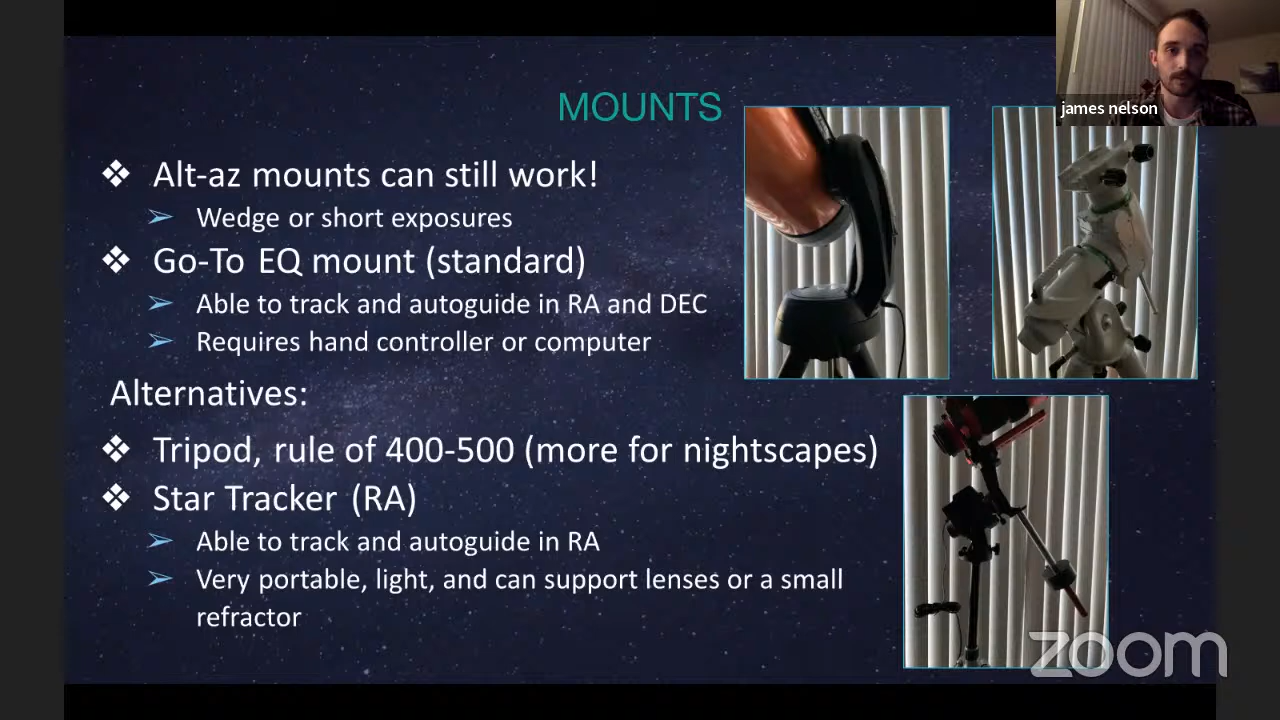 MOUNTS
james nelson
❖ Alt-az mounts can still work!
➢ Wedge or short exposures
❖ Go-To EQ mount (standard)
➢ Able to track and autoguide in RA and DEC
➢ Requires hand controller or computer
Alternatives:
❖ Tripod, rule of 400-500 (more for nightscapes)
❖ Star Tracker (RA)
➢ Able to track and autoguide in RA
➢ Very portable, light, and can support lenses or a small
refractor
zoom